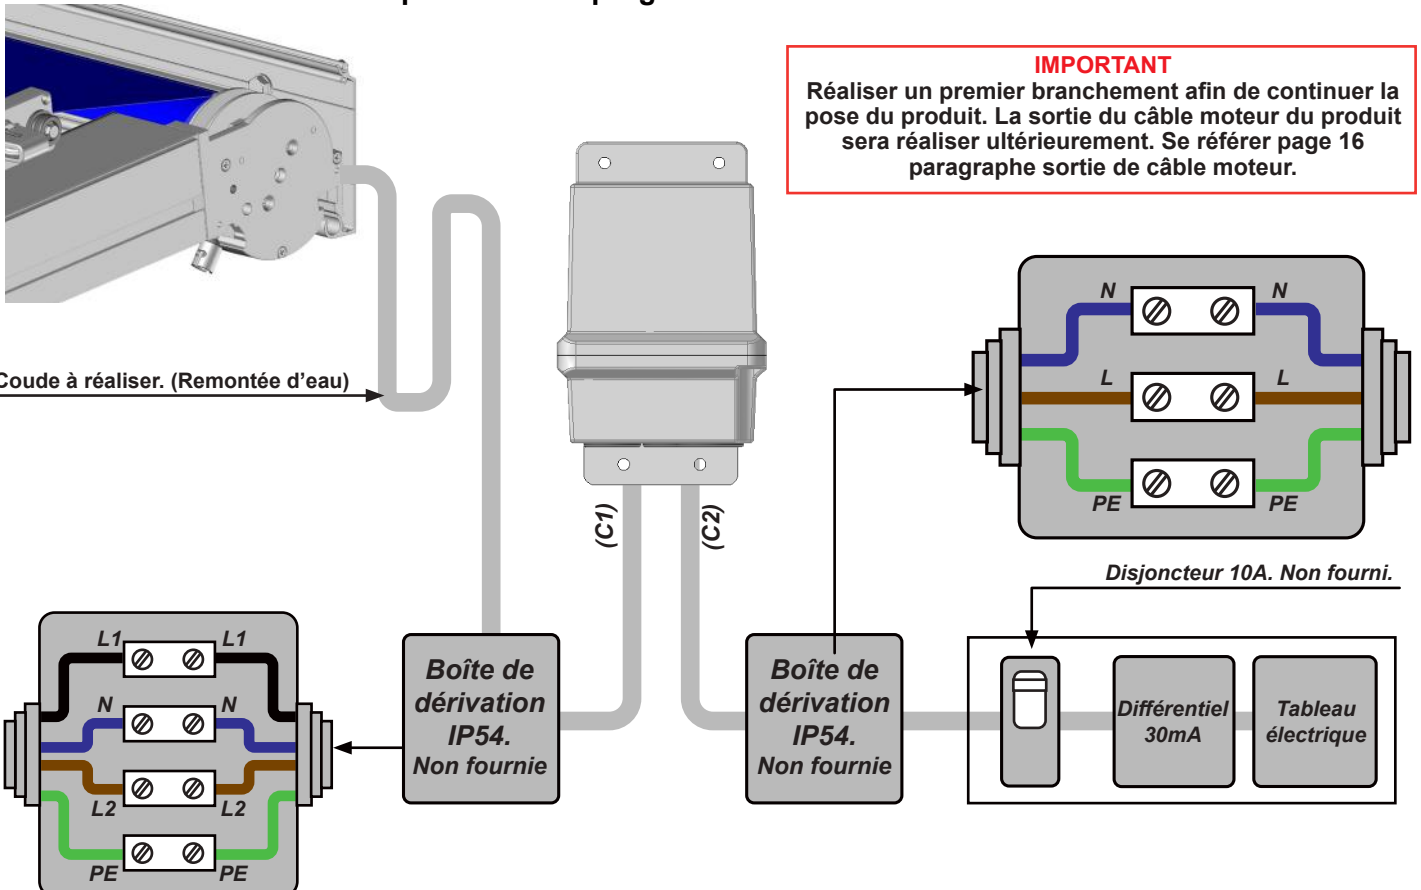 IMPORTANT
Réaliser un premier branchement afin de continuer la
pose du produit. La sortie du câble moteur du produit
sera réaliser ultérieurement. Se référer page 16
paragraphe sortie de câble moteur.
N
N
L
L
PE
PE
Coude à réaliser. (Remontée d'eau)
(C1)
(C2)
Disjoncteur 10A. Non fourni.
L1
L1
N
N
L2
L2
PE
PE
Boîte de
dérivation
IP54.
Non fournie
Boîte de
dérivation
IP54.
Non fournie
Différentiel
30mA
Tableau
électrique